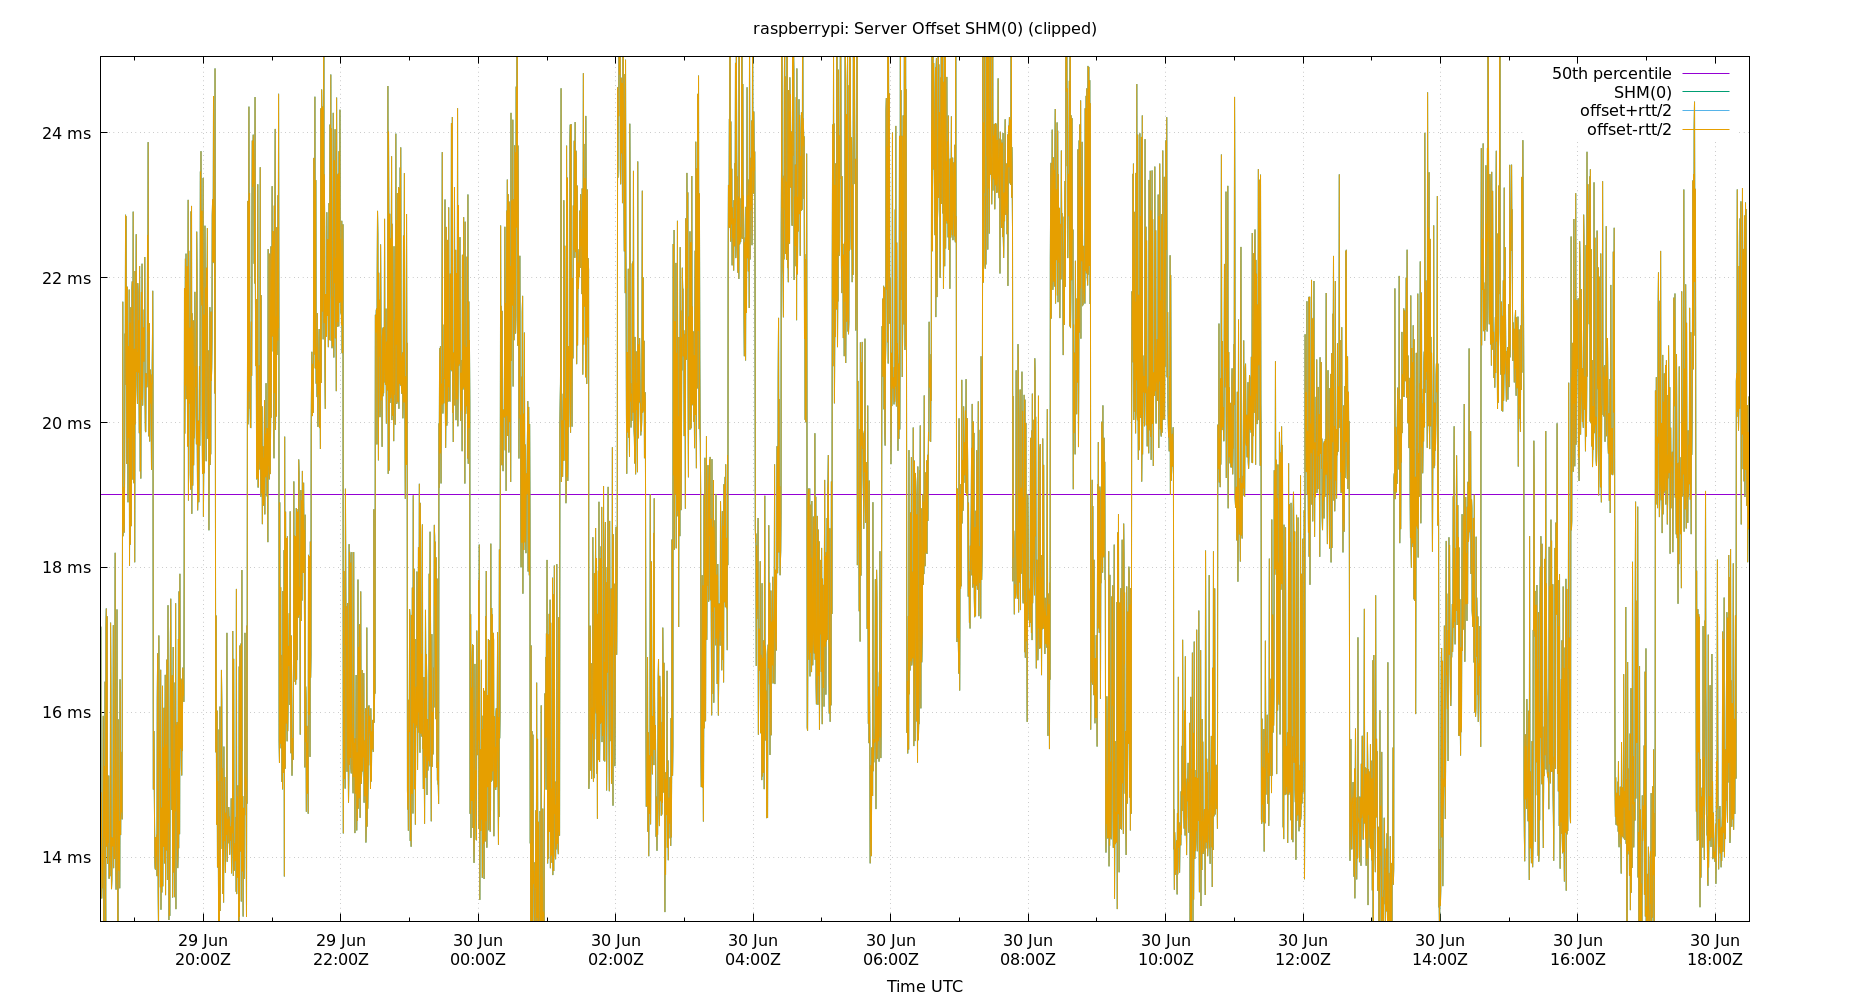 raspberrypi: Server Offset SHM(0) (clipped)
50th percentile
SHM(0)
offset+rtt/2
offset-rtt/2
24 ms
22 ms
20 ms
18 ms
16 ms
14 ms
29 Jun 29 Jun 30 Jun 30 Jun 30 Jun 30 Jun 30 Jun 30 Jun 30 Jun 30 Jun 30 Jun 30 Jun
20:00Z 22:00Z 00:00Z 02:00Z 04:00Z 06:00Z 08:00Z 10:00Z 12:00Z 14:00Z 16:00Z 18:00Z
Time UTC